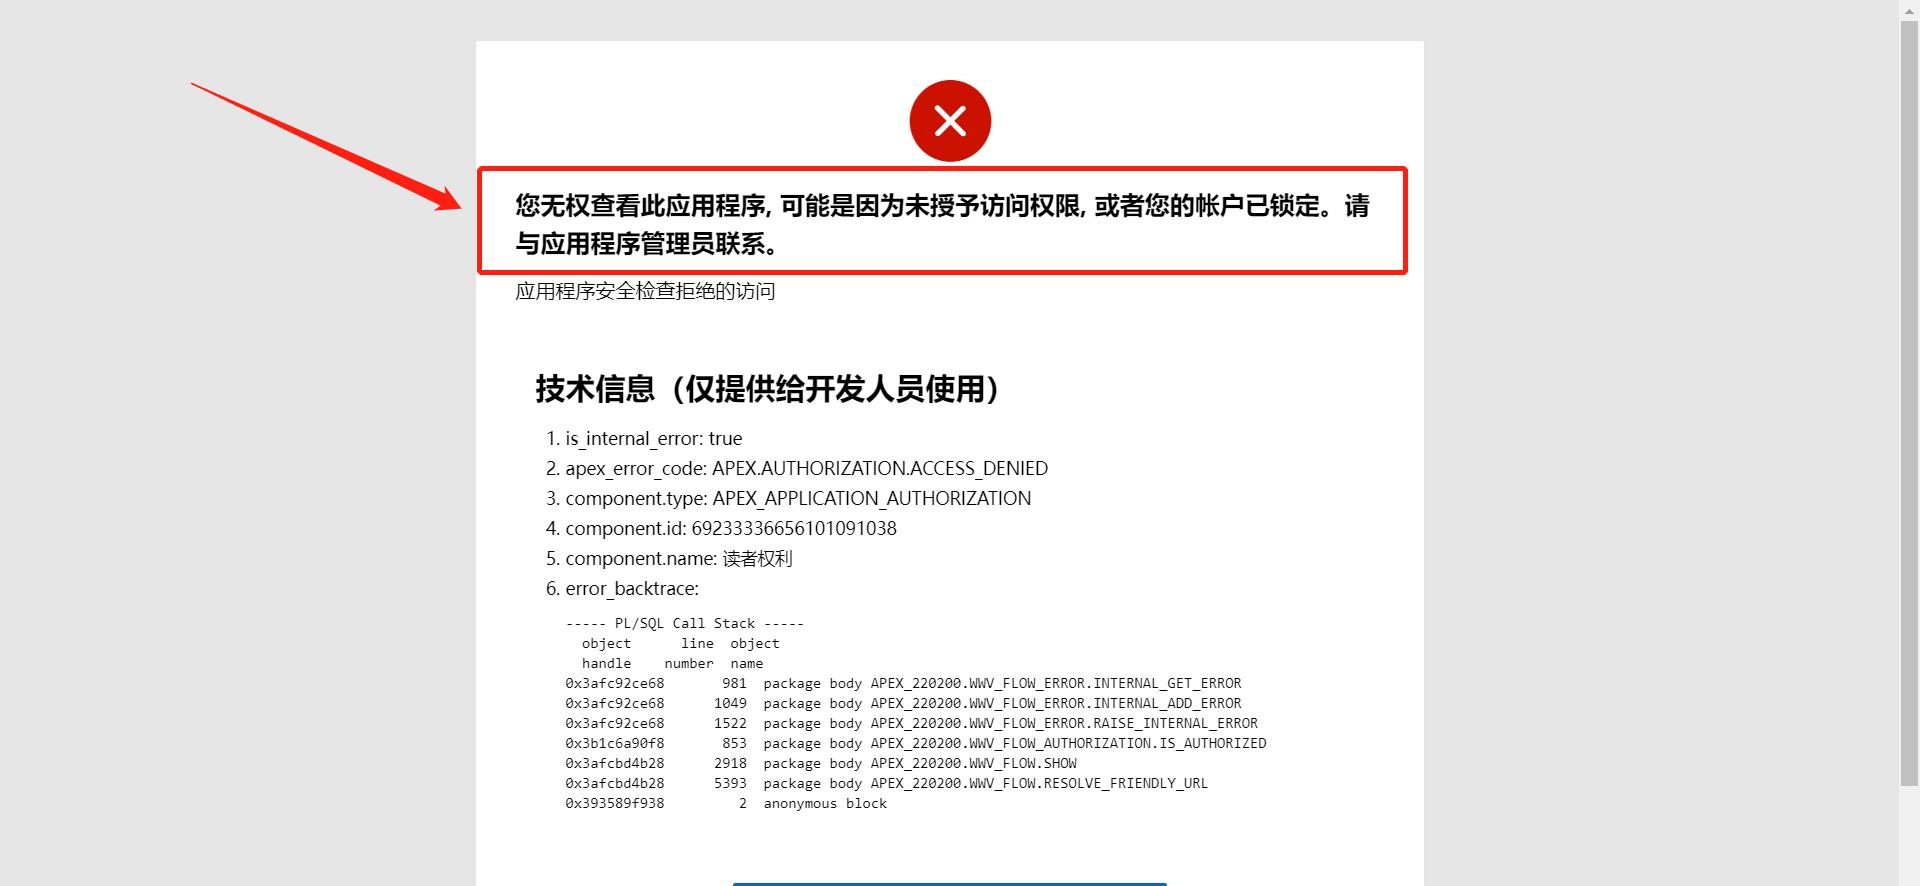 您无权查看此应用程序, 可能是因为未授予访问权限, 或者您的帐户已锁定。请
与应用程序管理员联系。
应用程序安全检查拒绝的访问
技术信息（仅提供给开发人员使用）
1. is_internal_error: true
2. apex_error_code: APEX.AUTHORIZATION.ACCESS_DENIED
3. component.type: APEX_APPLICATION_AUTHORIZATION
4. component.id: 69233336656101091038
5. component.name: 读者权利
6. error_backtrace:
----- PL/SQL Call Stack -----
  object      line  object
  handle    number  name
0x3afc92ce68       981  package body APEX_220200.WWV_FLOW_ERROR.INTERNAL_GET_ERROR
0x3afc92ce68      1049  package body APEX_220200.WWV_FLOW_ERROR.INTERNAL_ADD_ERROR
0x3afc92ce68      1522  package body APEX_220200.WWV_FLOW_ERROR.RAISE_INTERNAL_ERROR
0x3b1c6a90f8       853  package body APEX_220200.WWV_FLOW_AUTHORIZATION.IS_AUTHORIZED
0x3afcbd4b28      2918  package body APEX_220200.WWV_FLOW.SHOW
0x3afcbd4b28      5393  package body APEX_220200.WWV_FLOW.RESOLVE_FRIENDLY_URL
0x393589f938         2  anonymous block